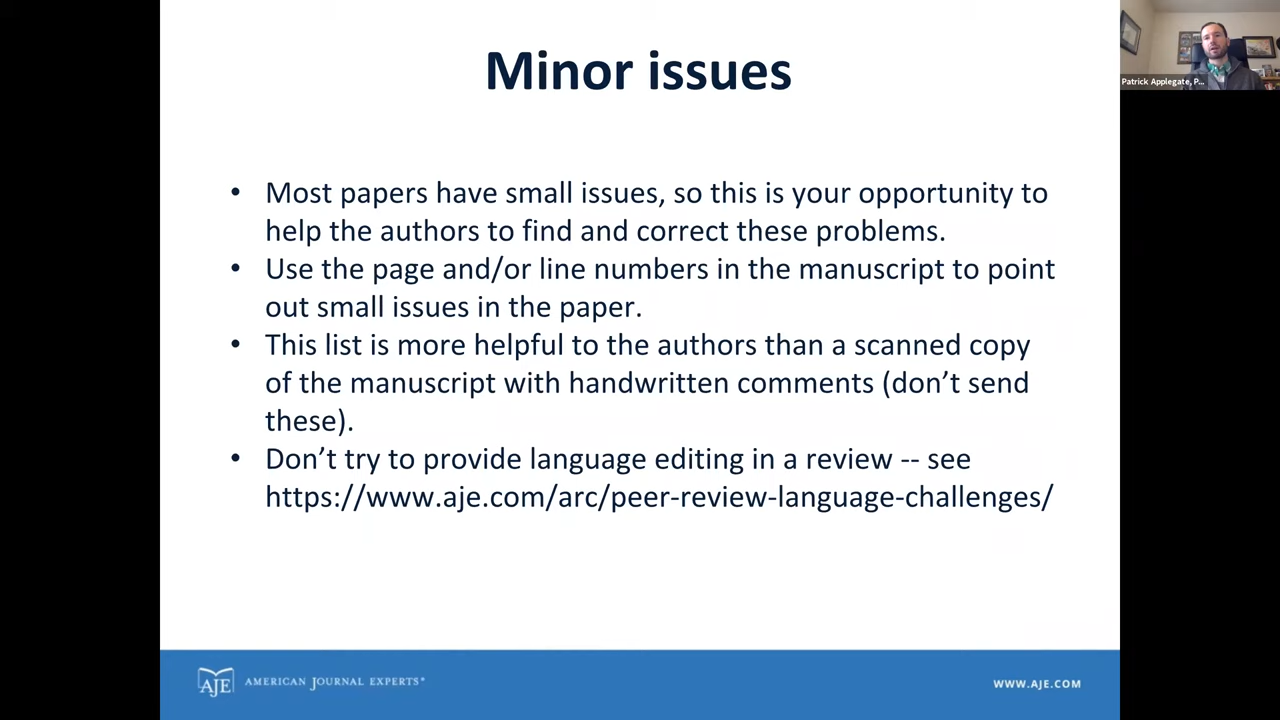 Minor issues
Patrick Applegate, P...
• Most papers have small issues, so this is your opportunity to
help the authors to find and correct these problems.
• Use the page and/or line numbers in the manuscript to point
out small issues in the paper.
• This list is more helpful to the authors than a scanned copy
of the manuscript with handwritten comments (don’t send
these).
• Don’t try to provide language editing in a review -- see
https://www.aje.com/arc/peer-review-language-challenges/
AJE AMERICAN JOURNAL EXPERTS®
WWW.AJE.COM